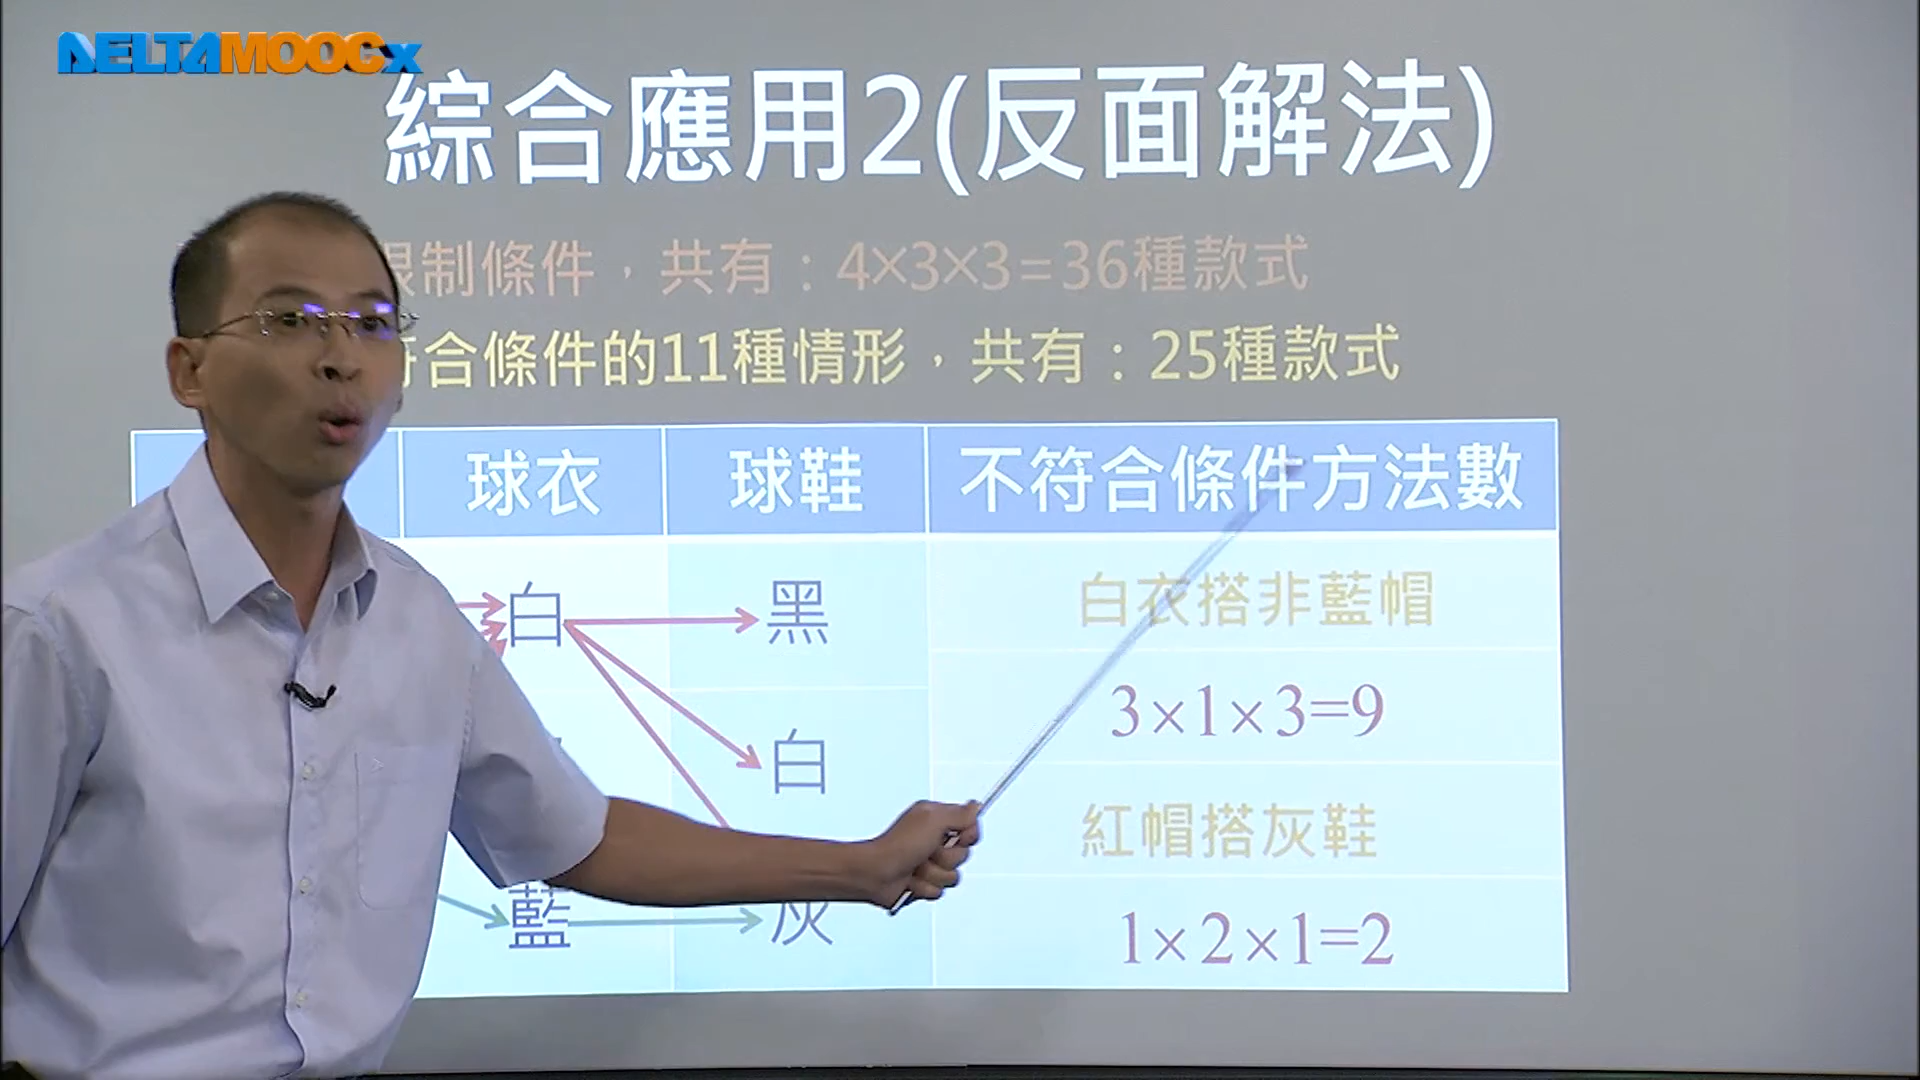 DELTAMOOCx
綜合應用2(反面解法)
限制條件，共有：4×3×3=36種款式
符合條件的11種情形，共有：25種款式
球衣 球鞋 不符合條件方法數
白 黑 白衣搭非藍帽
3×1×3=9
白
紅帽搭灰鞋
藍 灰 1×2×1=2